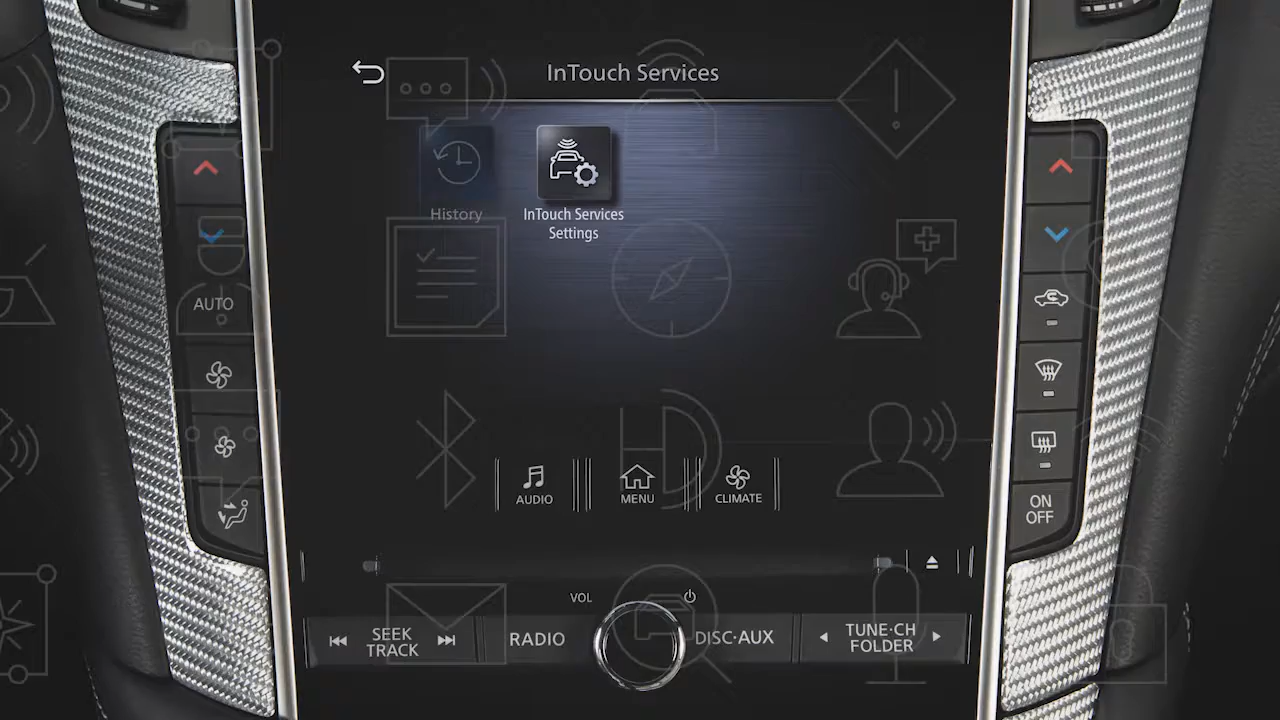 InTouch Services
History
InTouch Services
Settings
AUTO
AUDIO
MENU
CLIMATE
ON
OFF
VOL
SEEK
TRACK
RADIO
DISC·AUX
TUNE·CH
FOLDER